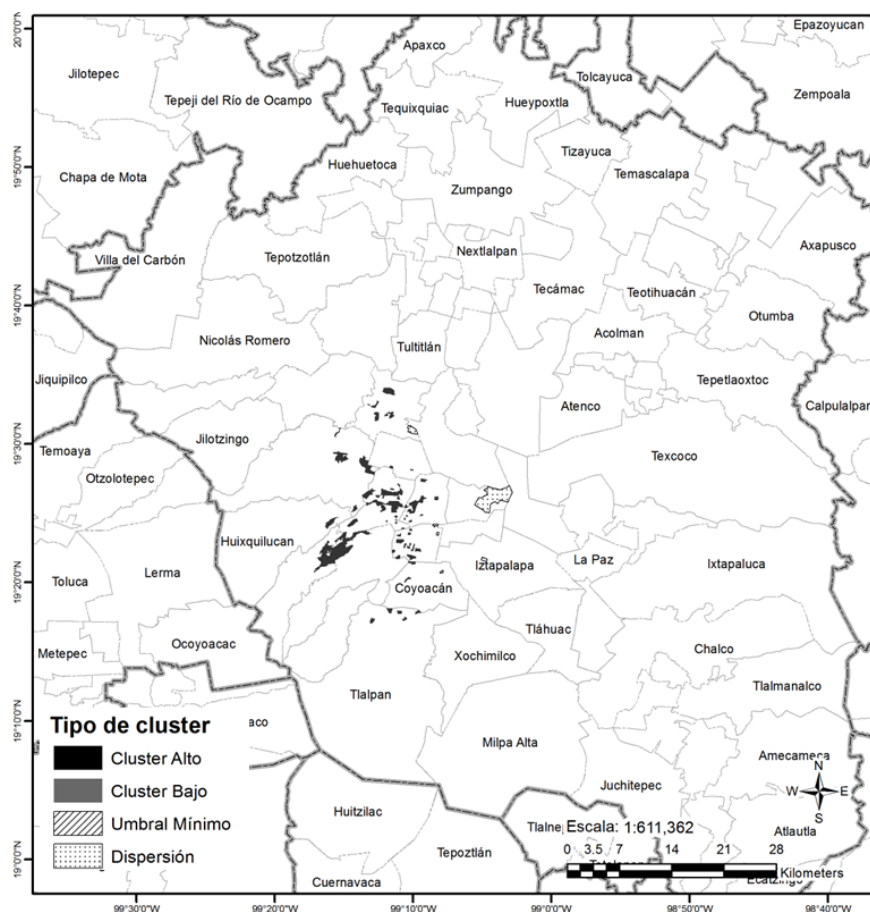 Epazoyucan
Apaxco
Jilotepec
Tolcayuca
Tepeji del Río de Ocampo
Zempoala
Tequixquiac
Hueypoxtla
Tizayuca
Huehuetoca
Temascalapa
Chapa de Mota
Zumpango
Axapusco
Villa del Carbón
Tepotzotlán
Nextlalpan
Tecámac
Teotihuacán
Otumba
Acolman
Nicolás Romero
Tultitlán
Jiquipilco
Tepetlaoxtoc
Atenco
Calpulalpan
Jilotzingo
Temoaya
Texcoco
Otzolotepec
Huixquilucan
Iztapalapa
La Paz
Ixtapaluca
Toluca
Lerma
Coyoacán
Tláhuac
Ocoyoacac
Metepec
Xochimilco
Chalco
Tlalpan
Tlalmanalco
Tipo de cluster
aco
Cluster Alto
Milpa Alta
Amecameca
Cluster Bajo
Juchitepec
N
W E
S
Umbral Mínimo
Huitzilac
Tlalne
Escala: 1:611,362
Atlautla
Dispersión
Tepoztlán
0 3.5 7 14 21 28
Kilometers
Cuernavaca
Ecatzingo
20°0'0"N
19°50'0"N
19°40'0"N
19°30'0"N
19°20'0"N
19°10'0"N
19°0'0"N
99°30'0"W 99°20'0"W 99°10'0"W 99°0'0"W 98°50'0"W 98°40'0"W